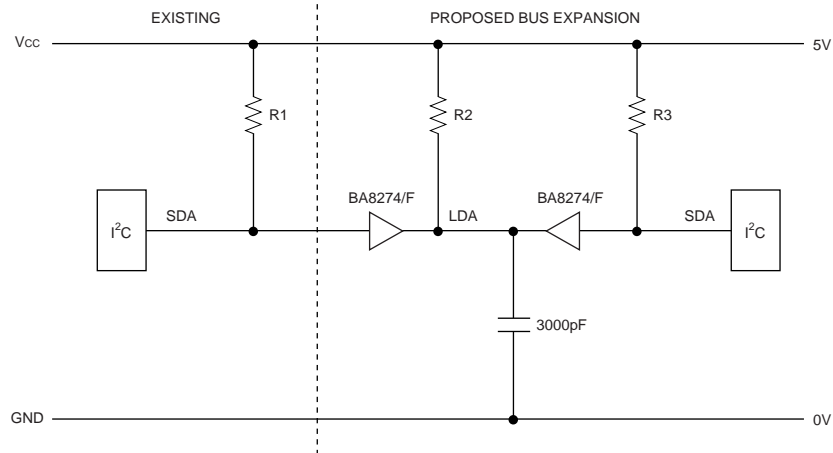 EXISTING
PROPOSED BUS EXPANSION
Vcc
5V
R1
R2
R3
BA8274/F
BA8274/F
I²C
SDA
LDA
SDA
I²C
3000pF
GND
0V